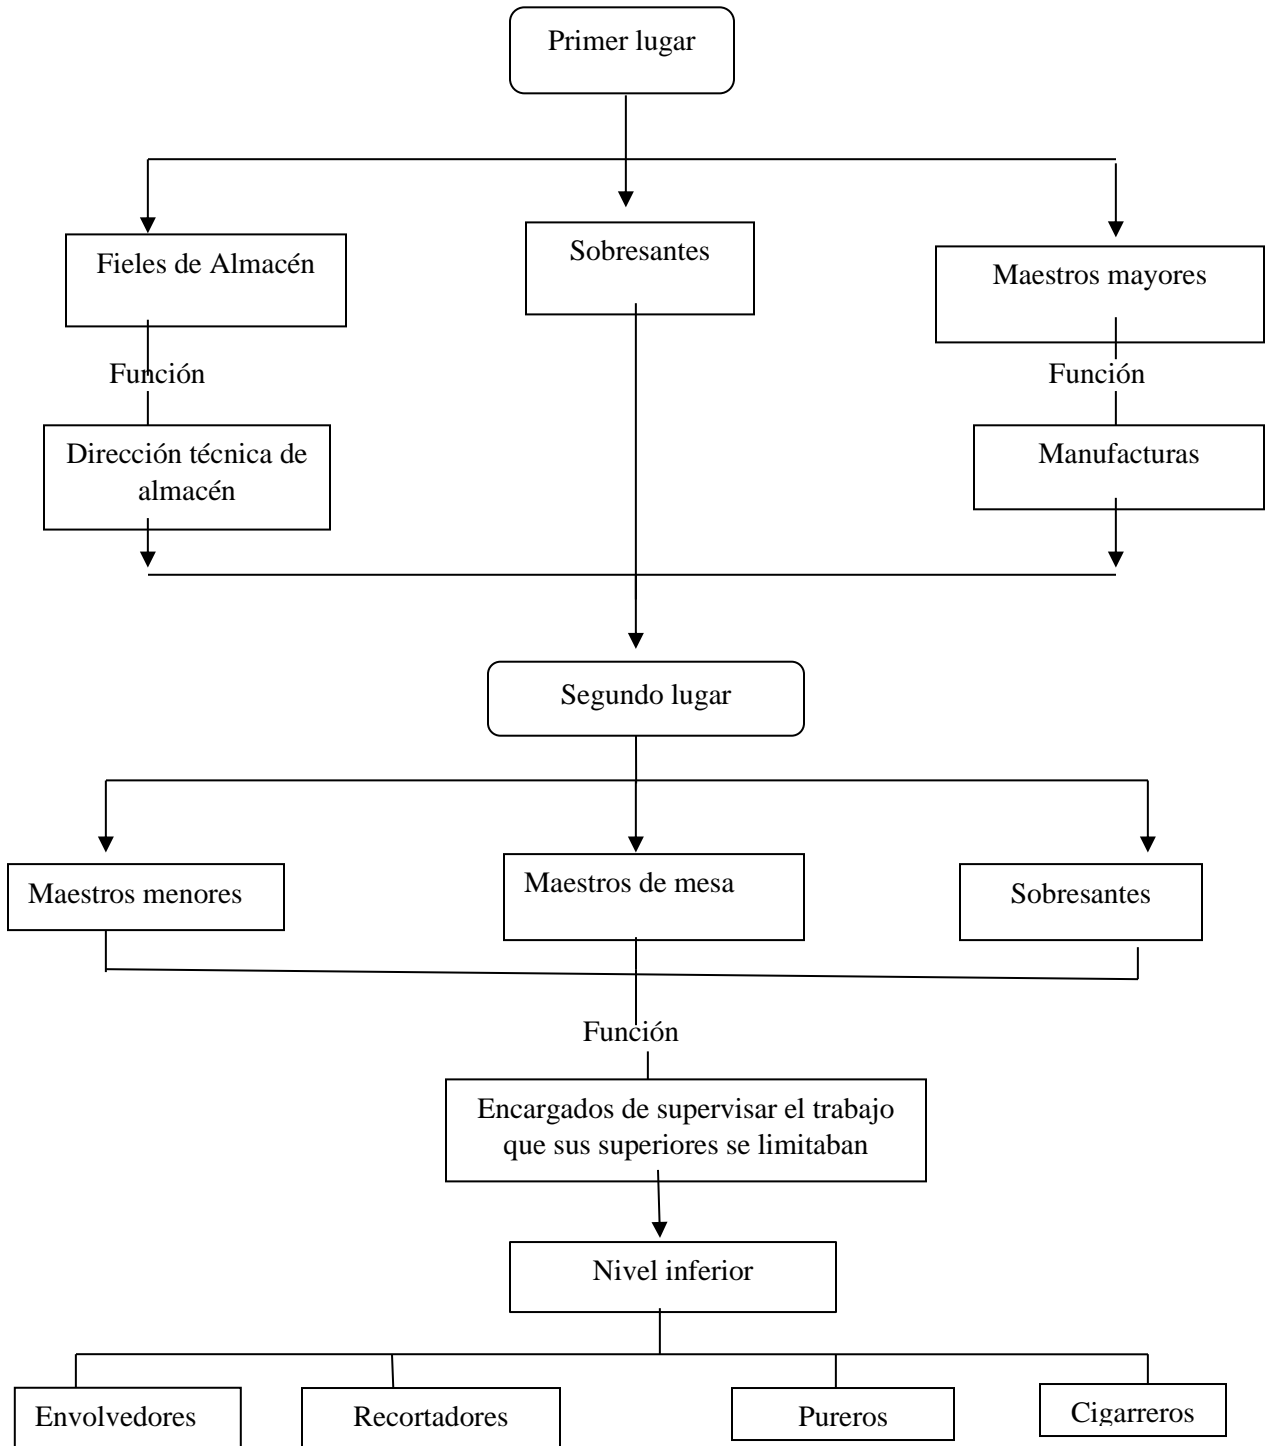 Primer lugar
Fieles de Almacén
Sobresantes
Maestros mayores
Función
Función
Dirección técnica de
almacén
Manufacturas
Segundo lugar
Maestros menores
Maestros de mesa
Sobresantes
Función
Encargados de supervisar el trabajo
que sus superiores se limitaban
Nivel inferior
Envolvedores
Recortadores
Pureros
Cigarreros